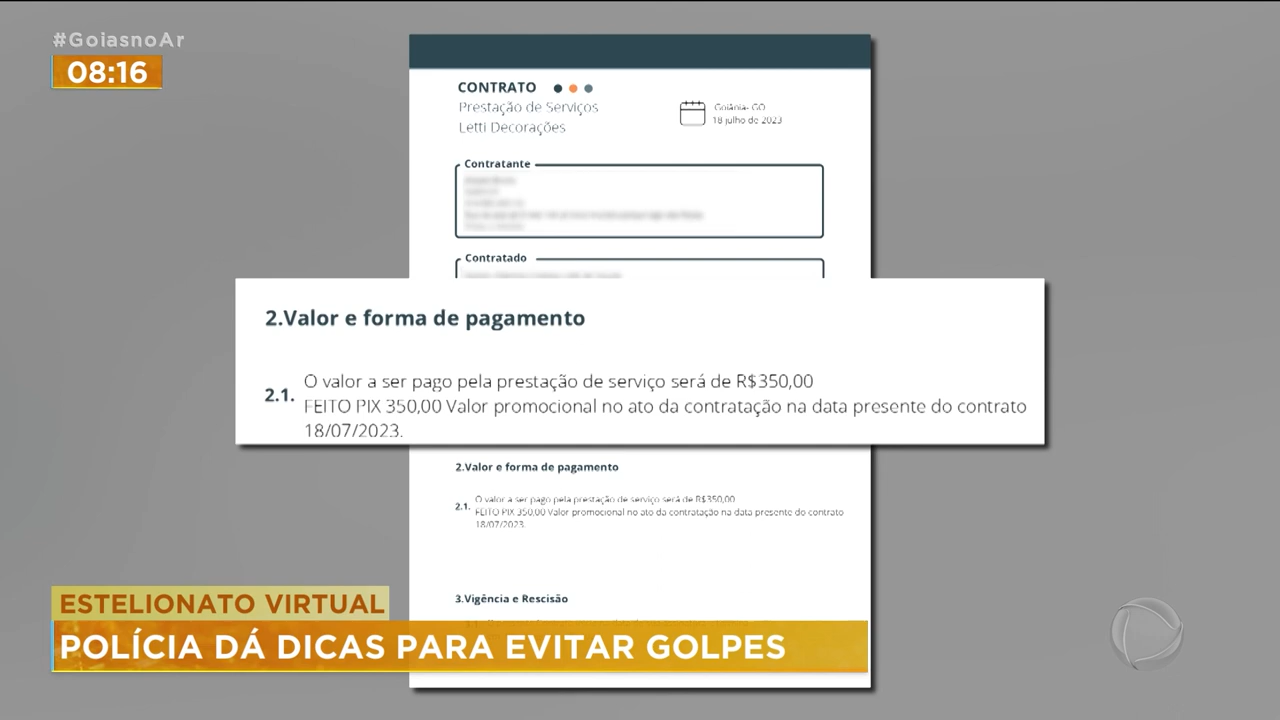 #GoiasnoAr
08:16
CONTRATO
Prestação de Serviços
Letti Decorações
Goiânia- GO
18 julho de 2023
Contratante
Contratado
2.Valor e forma de pagamento
2.1.
O valor a ser pago pela prestação de serviço será de R$350,00
FEITO PIX 350,00 Valor promocional no ato da contratação na data presente do contrato
18/07/2023.
2.Valor e forma de pagamento
2.1.
O valor a ser pago pela prestação de serviço será de R$350,00
FEITO PIX 350,00 Valor promocional no ato da contratação na data presente do contrato
18/07/2023.
3.Vigência e Rescisão
ESTELIONATO VIRTUAL
POLÍCIA DÁ DICAS PARA EVITAR GOLPES